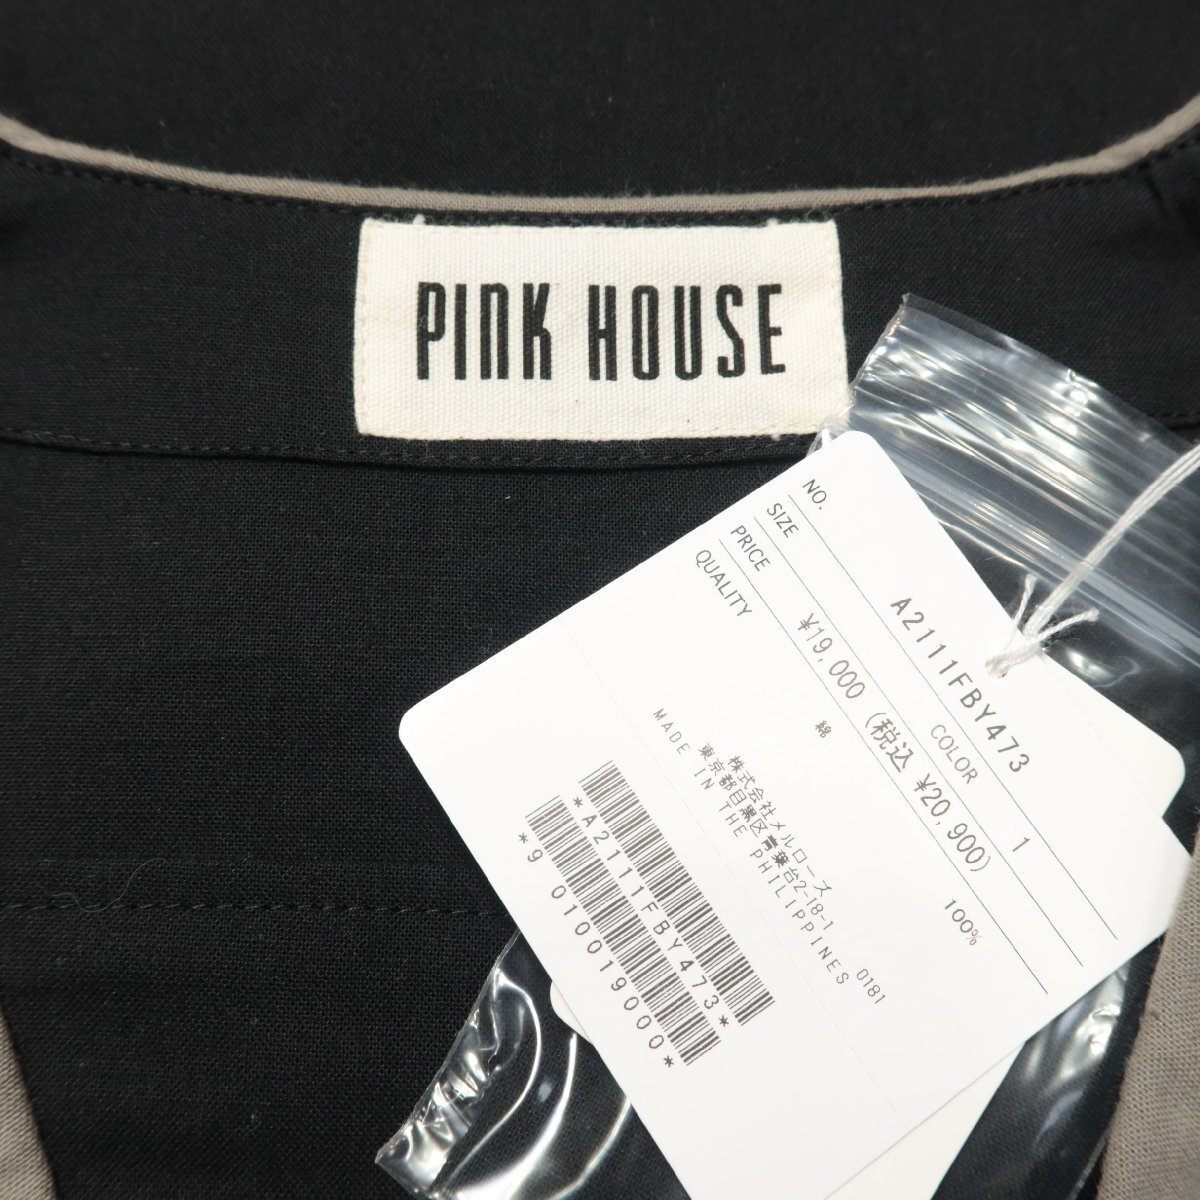 PINK HOUSE
NO. A2111FBY473
SIZE COLOR 1
PRICE ¥19,000 (税込 ¥20,900)
QUALITY
綿 100%
株式会社メルローズ
東京都目黒区青葉台2-18-1 0181
MADE IN THE PHILIPPINES
*A2111FBY473*
*9 010019000*